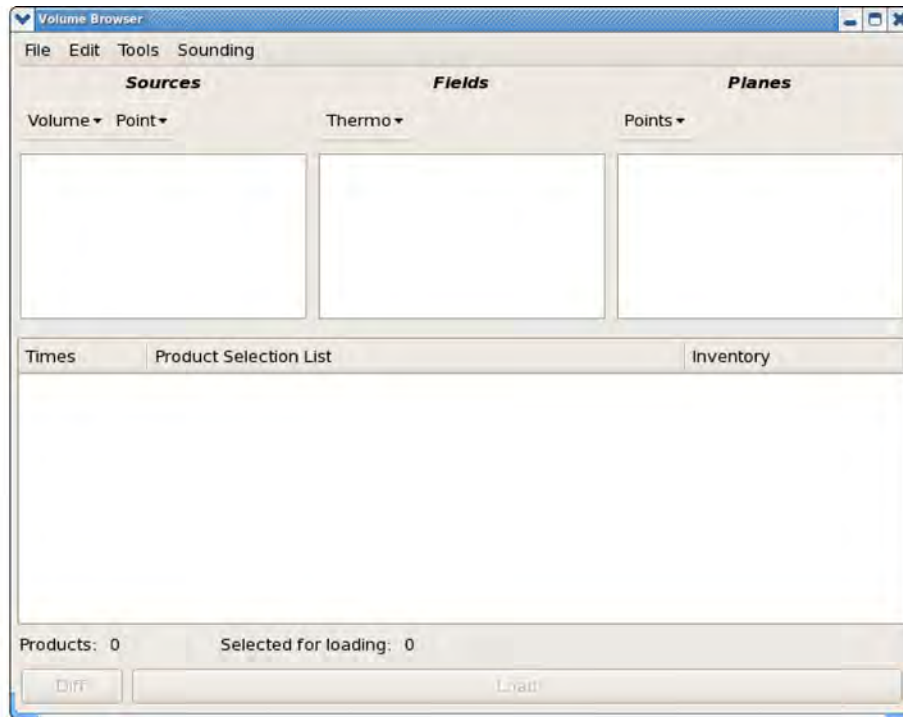 Volume Browser
File Edit Tools Sounding
Sources Fields Planes
Volume Point Thermo Points
Times Product Selection List Inventory
Products: 0 Selected for loading: 0
Diff Load